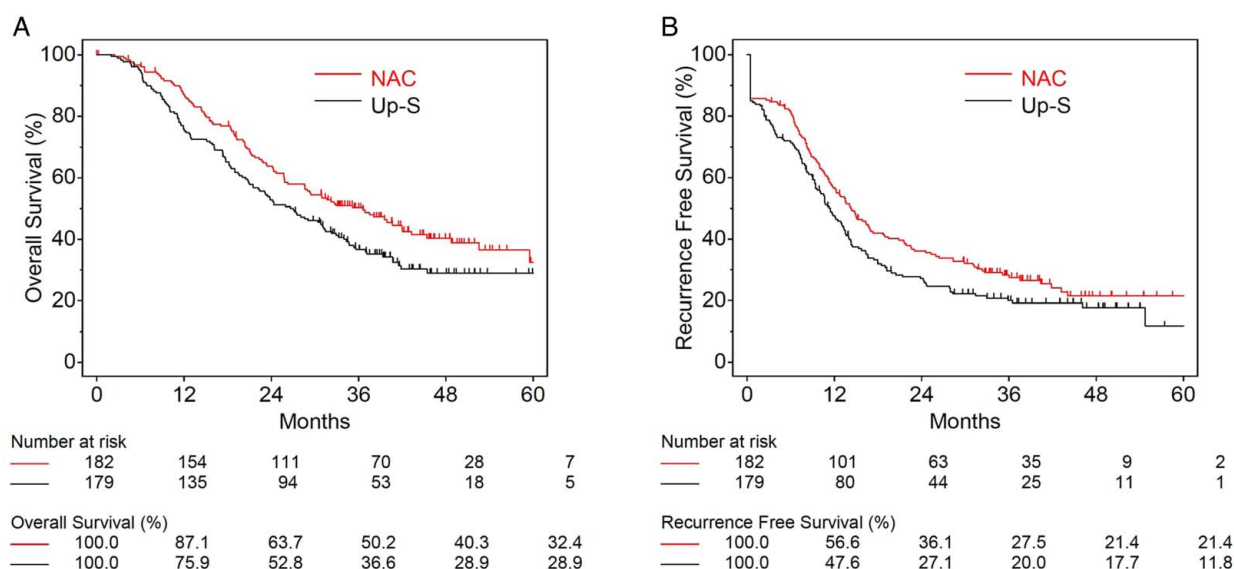 A
Overall Survival (%)
100
80
60
40
20
0
NAC
Up-S
0 12 24 36 48 60
Months
Number at risk
182 154 111 70 28 7
179 135 94 53 18 5
Overall Survival (%)
100.0 87.1 63.7 50.2 40.3 32.4
100.0 75.9 52.8 36.6 28.9 28.9
B
Recurrence Free Survival (%)
100
80
60
40
20
0
NAC
Up-S
0 12 24 36 48 60
Months
Number at risk
182 101 63 35 9 2
179 80 44 25 11 1
Recurrence Free Survival (%)
100.0 56.6 36.1 27.5 21.4 21.4
100.0 47.6 27.1 20.0 17.7 11.8